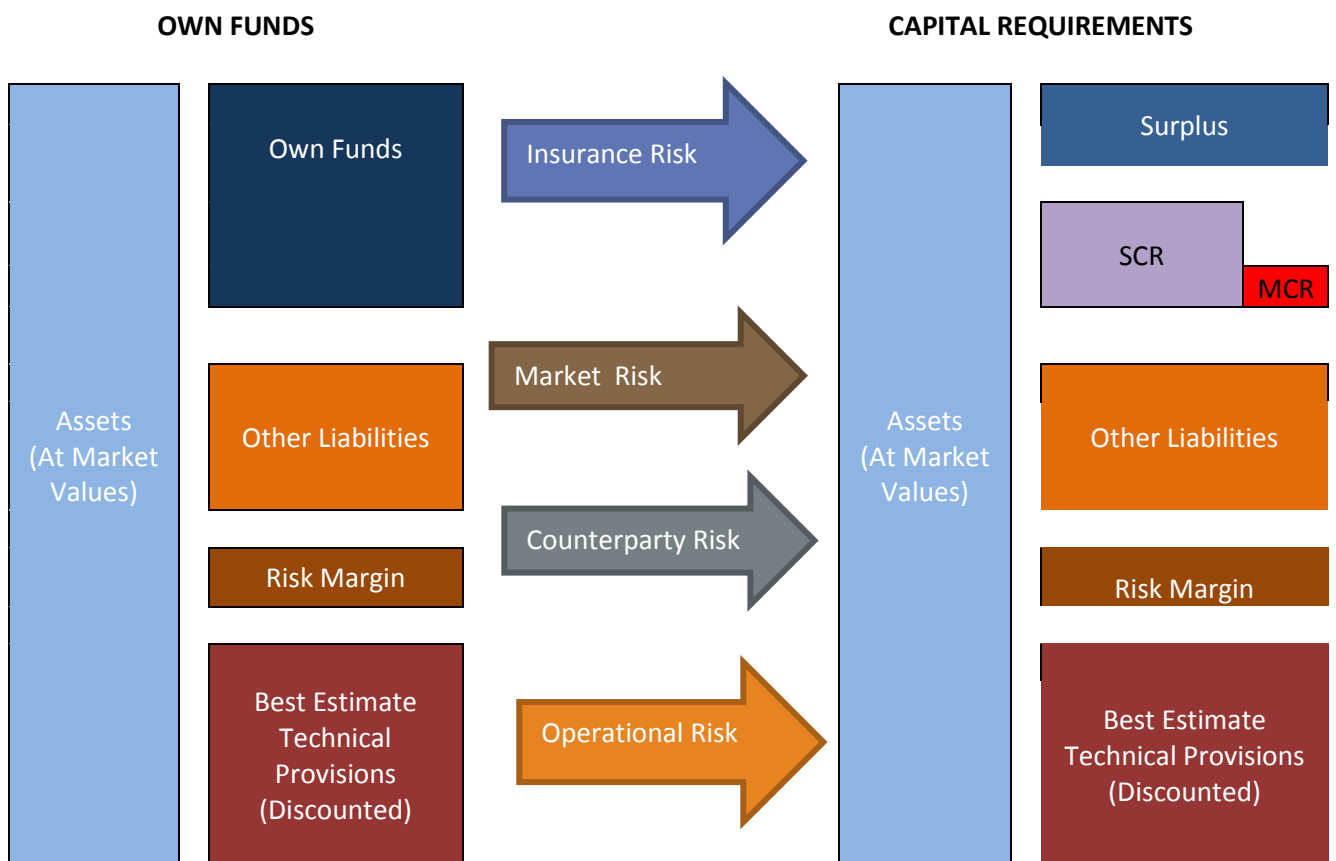 OWN FUNDS
CAPITAL REQUIREMENTS
Assets
(At Market
Values)
Own Funds
Other Liabilities
Risk Margin
Best Estimate
Technical
Provisions
(Discounted)
Insurance Risk
Market  Risk
Counterparty Risk
Operational Risk
Assets
(At Market
Values)
Surplus
SCR
MCR
Other Liabilities
Risk Margin
Best Estimate
Technical Provisions
(Discounted)